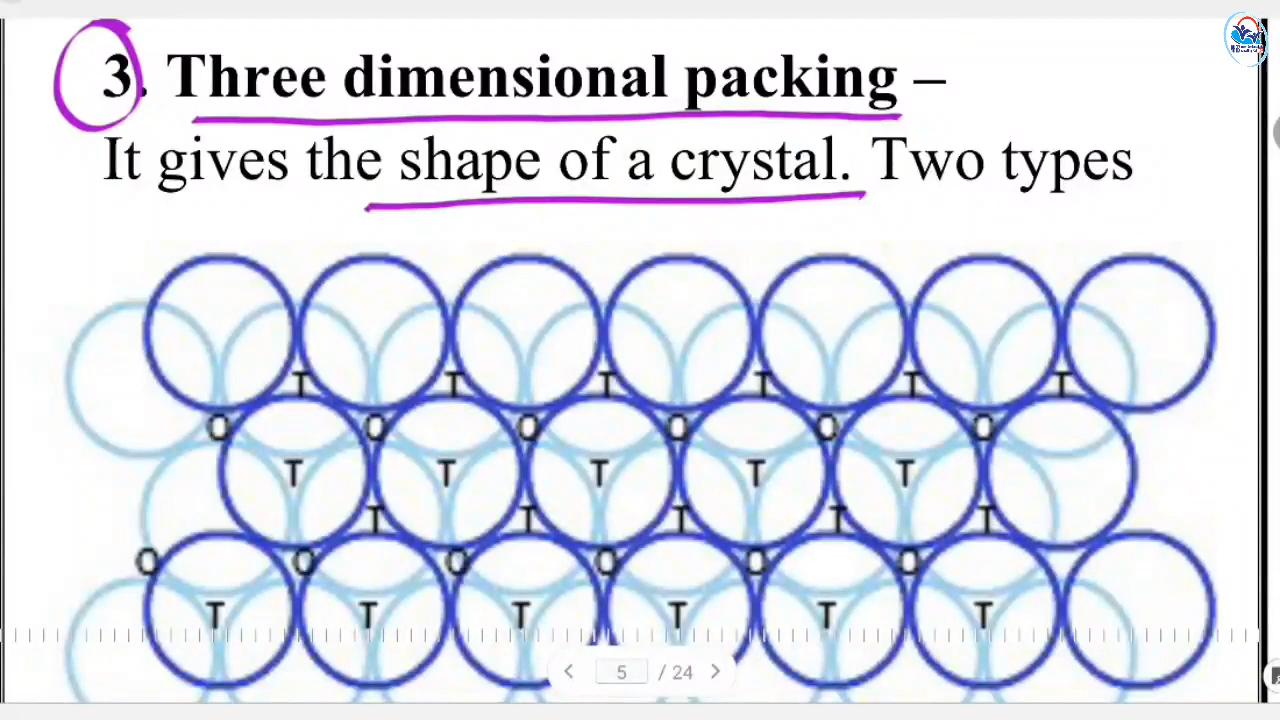 3. Three dimensional packing –
It gives the shape of a crystal. Two types
T T T T T T
O O O O O O
T T T T T
T T T T T
O O O O O O
T T T T T T
5 / 24